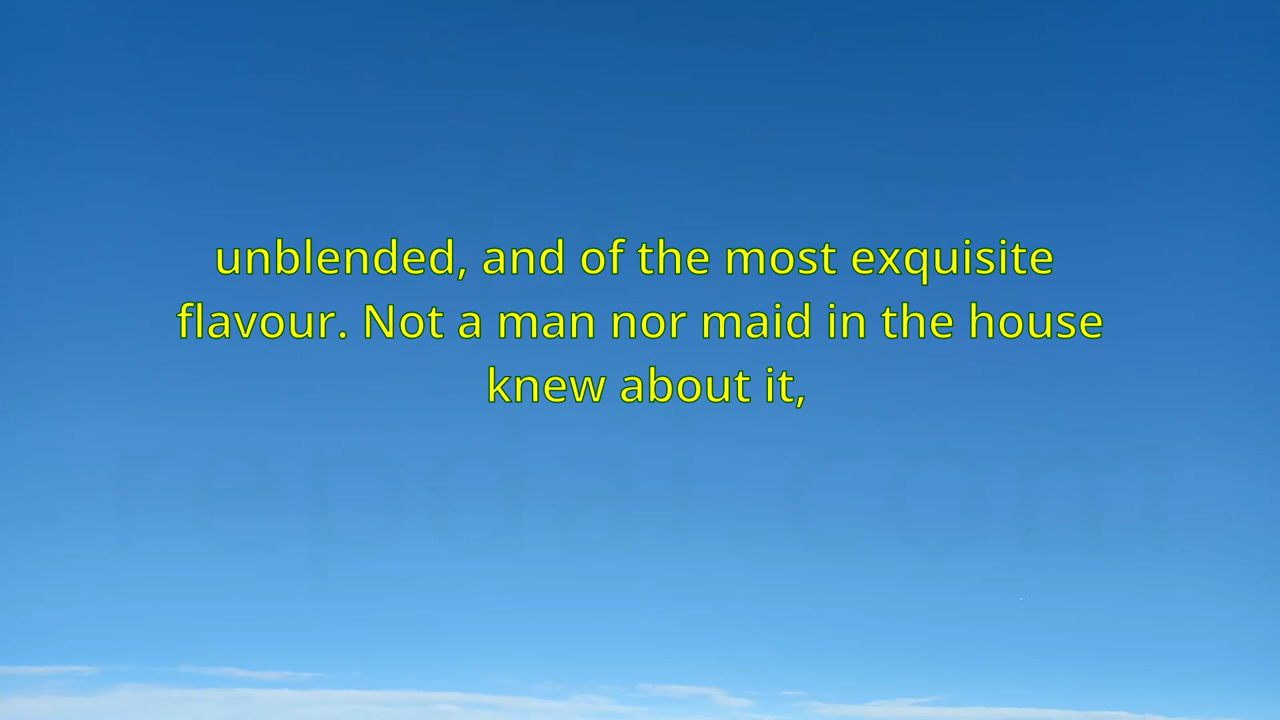 unblended, and of the most exquisite
flavour. Not a man nor maid in the house
knew about it,